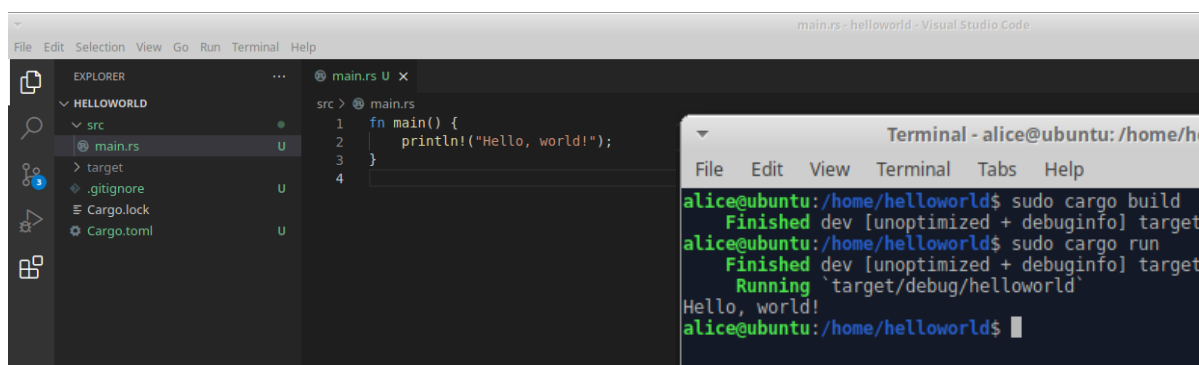 main.rs - helloworld - Visual Studio Code
File Edit Selection View Go Run Terminal Help
EXPLORER ...
HELLOWORLD
src
main.rs U
target
.gitignore U
Cargo.lock
Cargo.toml U
3
main.rs U
src > main.rs
1 fn main() {
2 println!("Hello, world!");
3 }
4
Terminal - alice@ubuntu: /home/h
File Edit View Terminal Tabs Help
alice@ubuntu:/home/helloworld$ sudo cargo build
Finished dev [unoptimized + debuginfo] target
alice@ubuntu:/home/helloworld$ sudo cargo run
Finished dev [unoptimized + debuginfo] target
Running `target/debug/helloworld`
Hello, world!
alice@ubuntu:/home/helloworld$